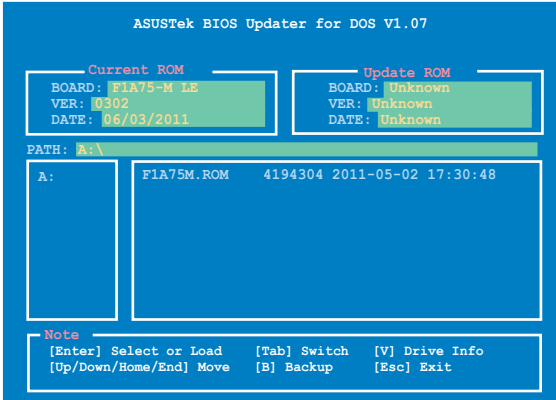 ASUSTek BIOS Updater for DOS V1.07
Current ROM
BOARD: F1A75-M LE
VER: 0302
DATE: 06/03/2011
Update ROM
BOARD: Unknown
VER: Unknown
DATE: Unknown
PATH: A:\
A:
F1A75M.ROM 4194304 2011-05-02 17:30:48
Note
[Enter] Select or Load [Tab] Switch [V] Drive Info
[Up/Down/Home/End] Move [B] Backup [Esc] Exit